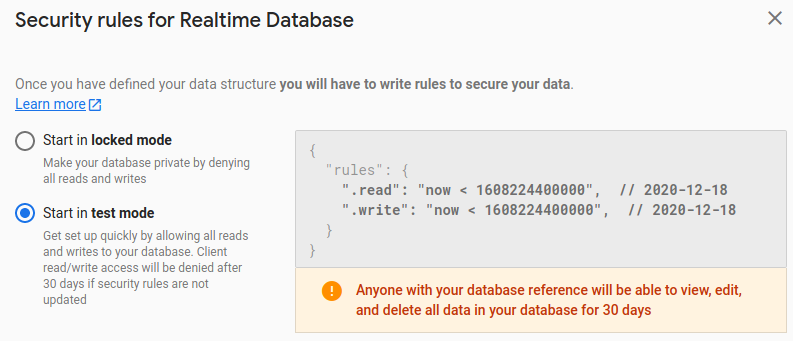 Security rules for Realtime Database
Once you have defined your data structure you will have to write rules to secure your data.
Learn more
Start in locked mode
Make your database private by denying
all reads and writes
Start in test mode
Get set up quickly by allowing all reads
and writes to your database. Client
read/write access will be denied after
30 days if security rules are not
updated
{
"rules": {
".read": "now < 1608224400000", // 2020-12-18
".write": "now < 1608224400000", // 2020-12-18
}
}
Anyone with your database reference will be able to view, edit,
and delete all data in your database for 30 days